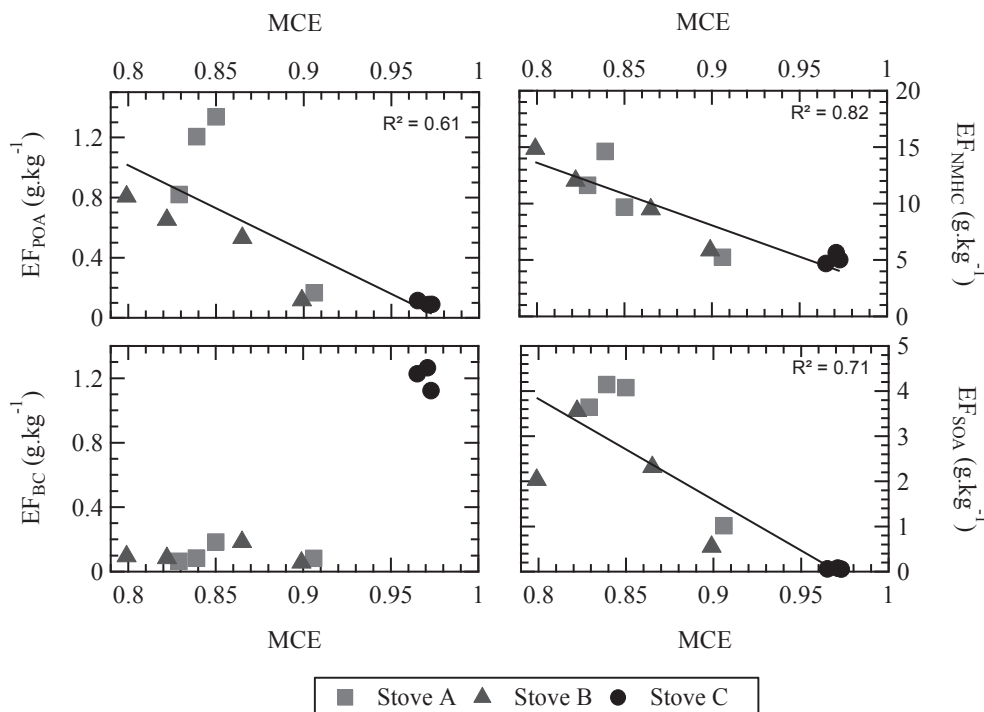 MCE
MCE
0.8 0.85 0.9 0.95 1
0.8 0.85 0.9 0.95 1
R² = 0.61
R² = 0.82
1.2
0.8
0.4
0
EF_POA (g.kg⁻¹)
20
15
10
5
0
EF_NMHC (g.kg⁻¹)
1.2
0.8
0.4
0
EF_BC (g.kg⁻¹)
R² = 0.71
5
4
3
2
1
0
EF_SOA (g.kg⁻¹)
0.8 0.85 0.9 0.95 1
0.8 0.85 0.9 0.95 1
MCE
MCE
Stove A Stove B Stove C